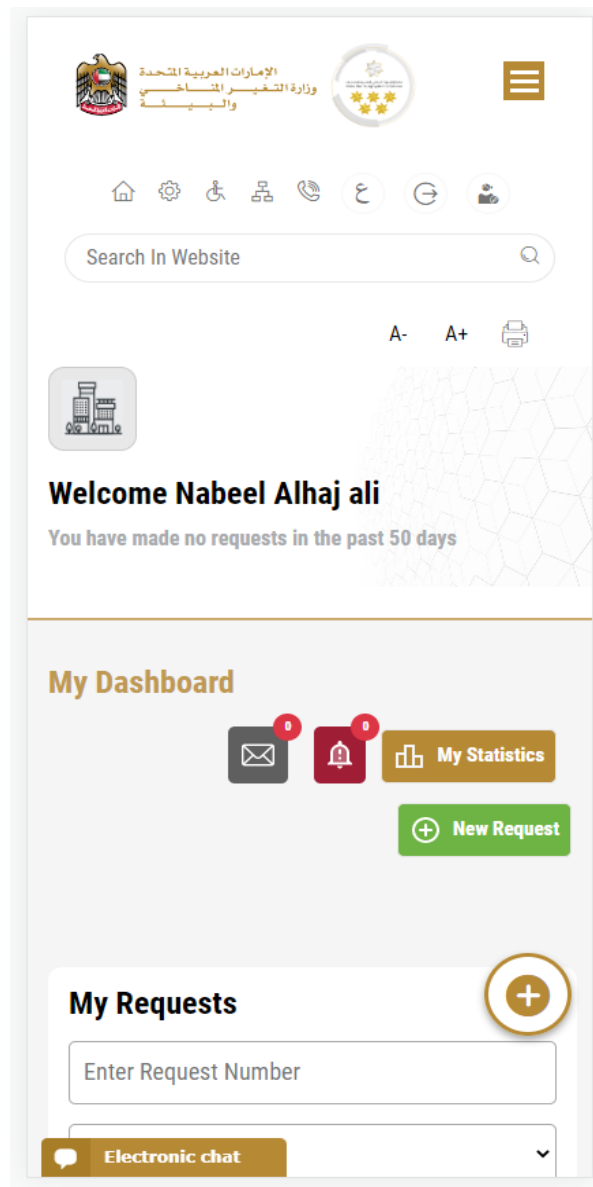 الإمارات العربية المتحدة
وزارة التغير المناخي
والبيئة
ع
Search In Website
A- A+
Welcome Nabeel Alhaj ali
You have made no requests in the past 50 days
My Dashboard
0 0
My Statistics
New Request
My Requests
Enter Request Number
Electronic chat